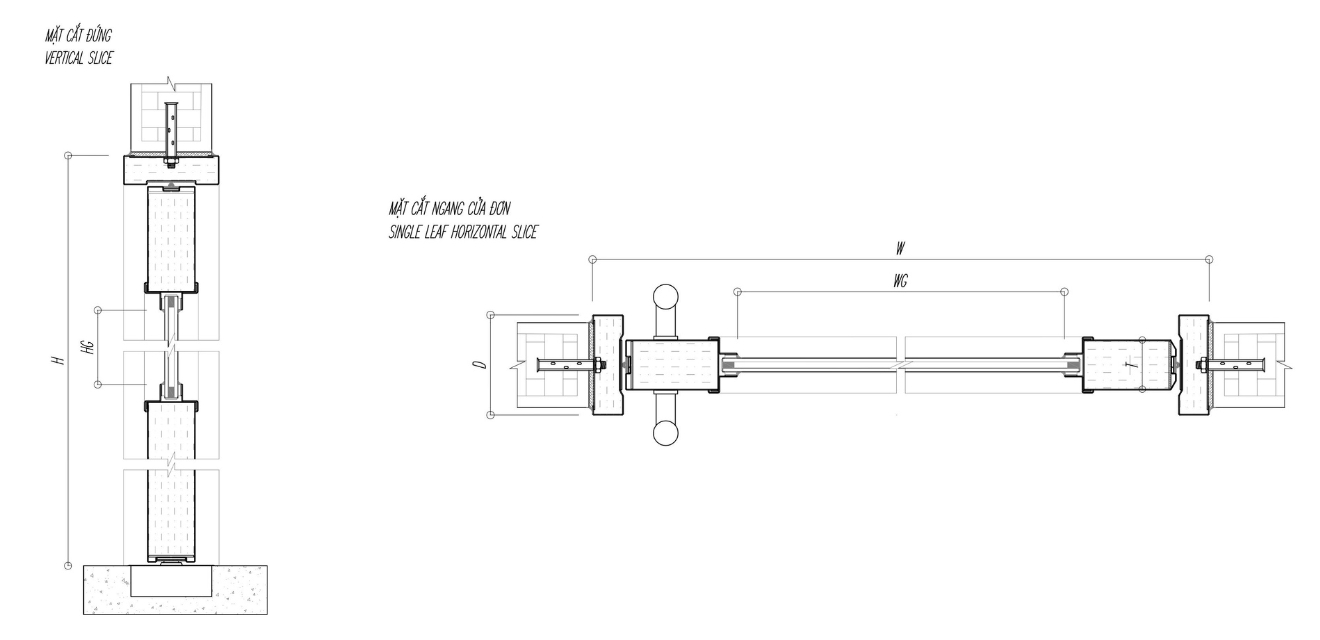 MẶT CẮT ĐỨNG
VERTICAL SLICE
H
HG
MẶT CẮT NGANG CỬA ĐƠN
SINGLE LEAF HORIZONTAL SLICE
W
WG
D
T